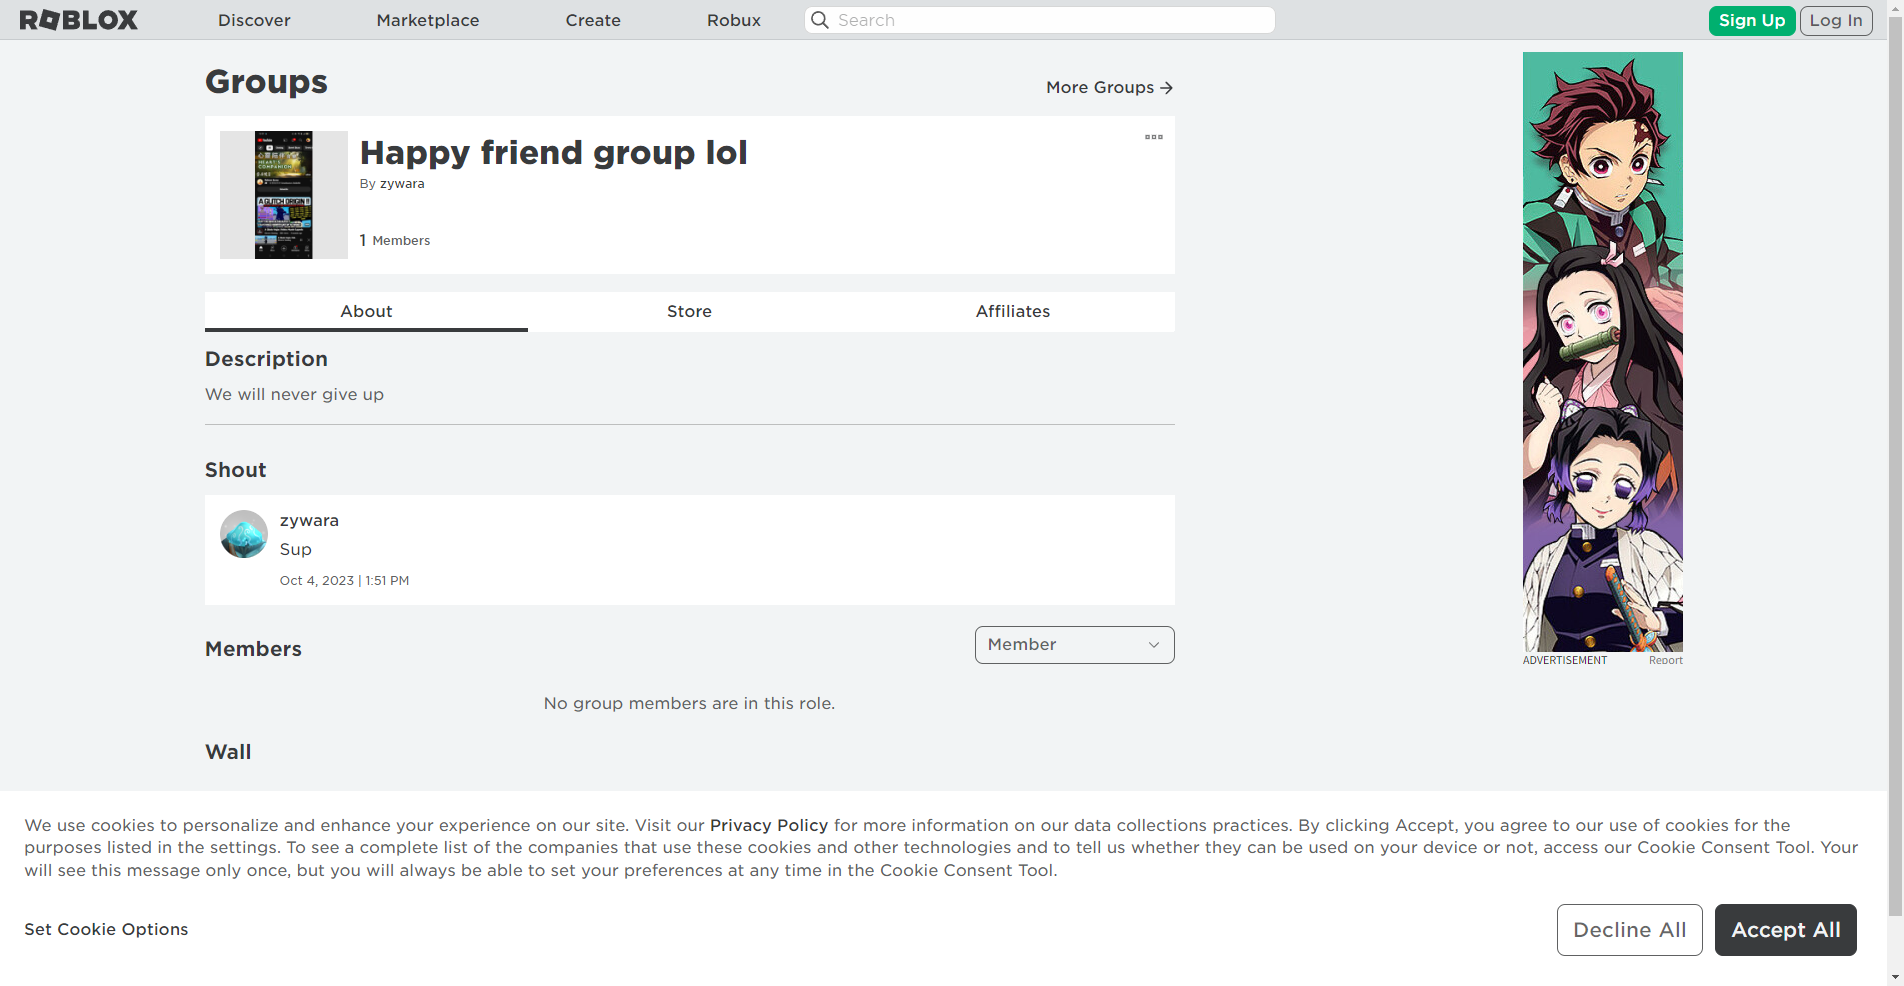 ROBLOX
Discover
Marketplace
Create
Robux
Search
Sign Up
Log In
Groups
More Groups →
Happy friend group lol
By zywara
1 Members
HEART'S
COMPANION
A GLITCH ORIGIN !!
About
Store
Affiliates
Description
We will never give up
Shout
zywara
Sup
Oct 4, 2023 | 1:51 PM
Members
Member
No group members are in this role.
Wall
ADVERTISEMENT
Report
We use cookies to personalize and enhance your experience on our site. Visit our Privacy Policy for more information on our data collections practices. By clicking Accept, you agree to our use of cookies for the
purposes listed in the settings. To see a complete list of the companies that use these cookies and other technologies and to tell us whether they can be used on your device or not, access our Cookie Consent Tool. Your
will see this message only once, but you will always be able to set your preferences at any time in the Cookie Consent Tool.
Set Cookie Options
Decline All
Accept All